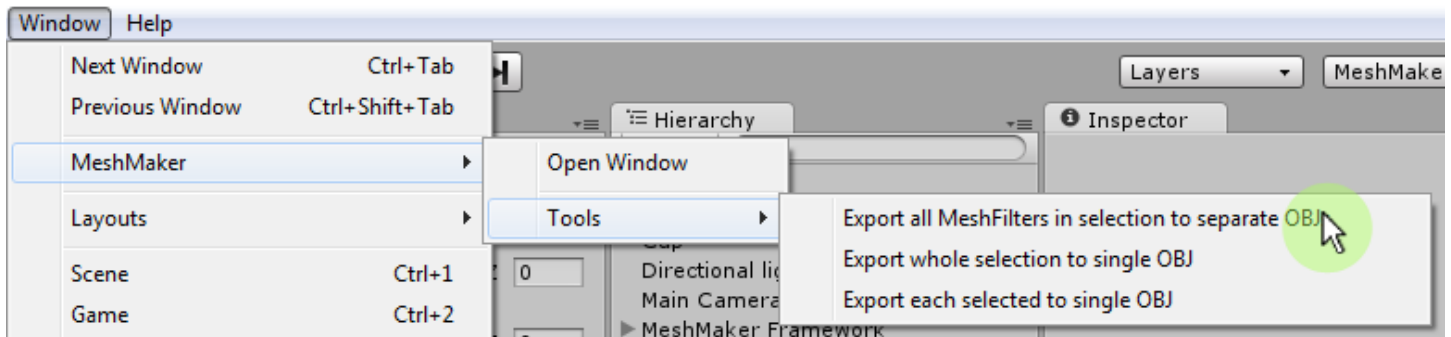 Window Help
Next Window Ctrl+Tab
Previous Window Ctrl+Shift+Tab
MeshMaker
Layouts
Scene Ctrl+1
Game Ctrl+2
Open Window
Tools
Export all MeshFilters in selection to separate OBJ
Export whole selection to single OBJ
Export each selected to single OBJ
Layers
MeshMake
Hierarchy
Inspector
0
Directional lig
Main Camera
MeshMaker Framework